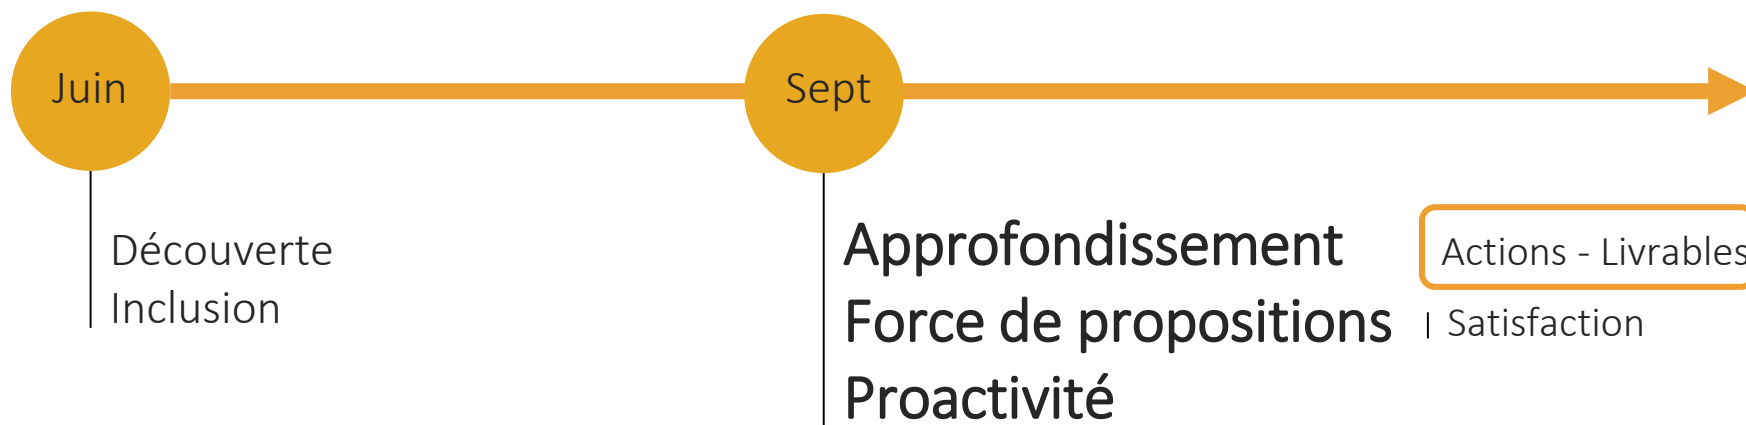 Juin
Sept
Découverte
Inclusion
Approfondissement
Force de propositions
Proactivité
Actions - Livrables
Satisfaction